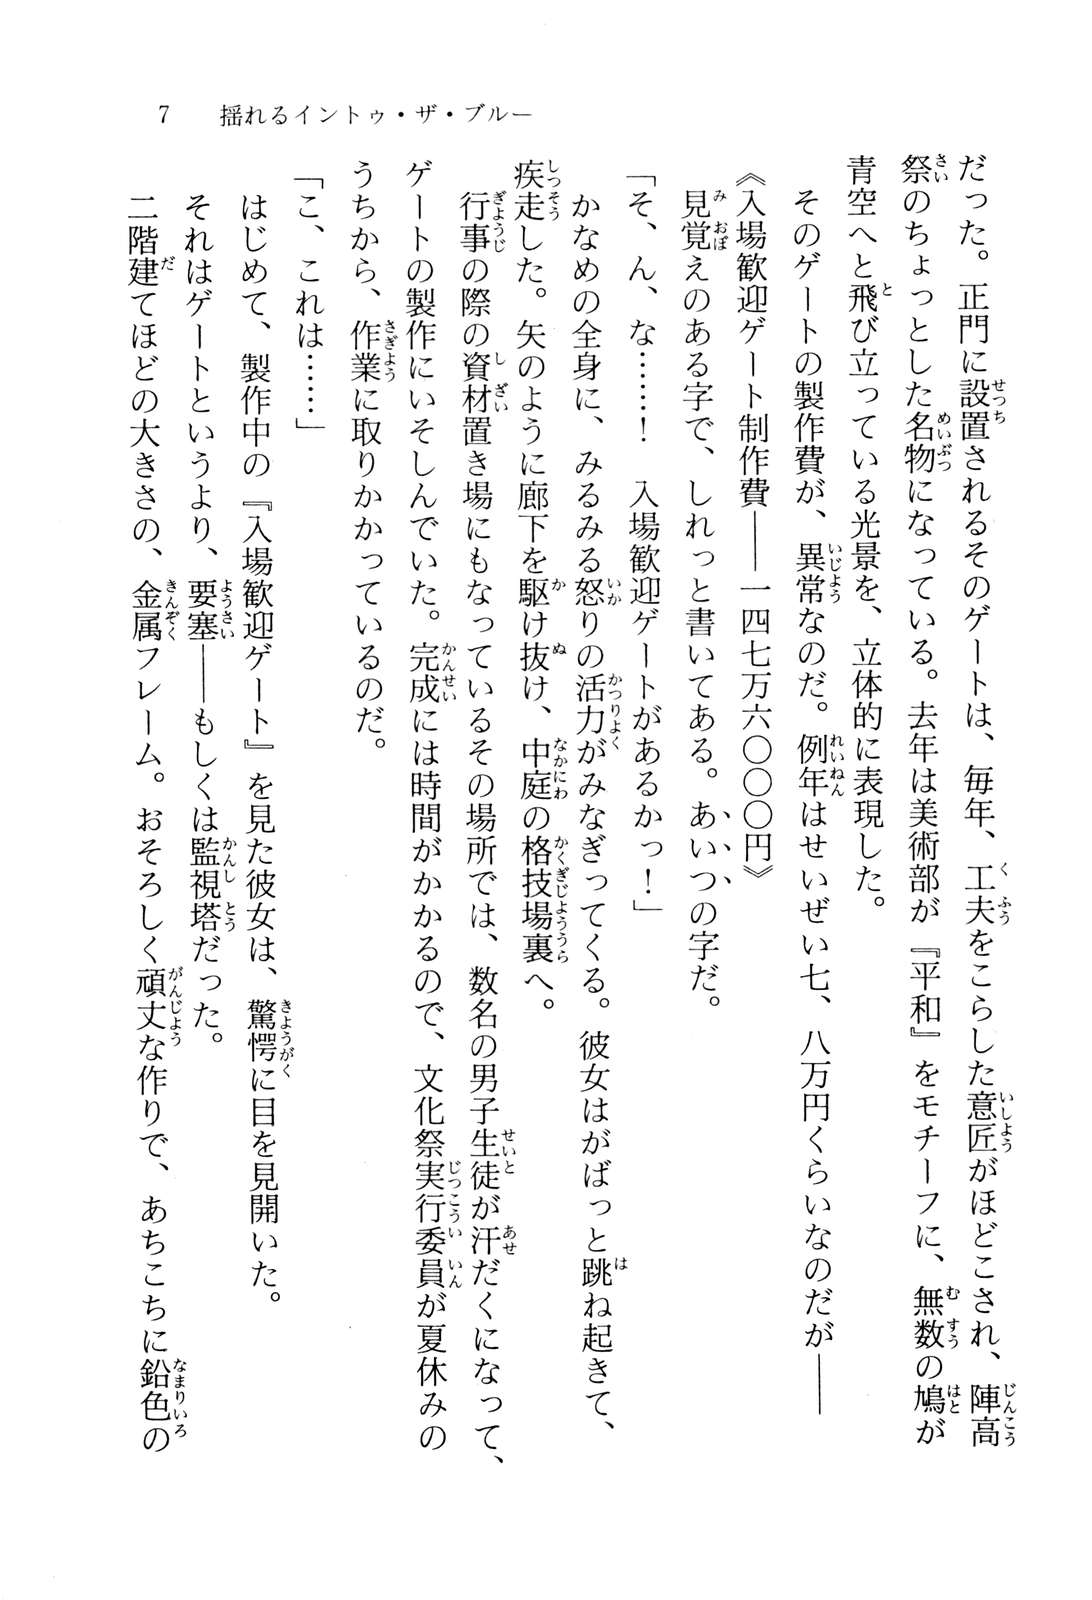 7　揺れるイントゥ・ザ・ブルー
だった。正門に設置されるそのゲートは、毎年、工夫をこらした意匠がほどこされ、陣高
祭のちょっとした名物になっている。去年は美術部が『平和』をモチーフに、無数の鳩が
青空へと飛び立っている光景を、立体的に表現した。
　そのゲートの製作費が、異常なのだ。例年はせいぜい七、八万円くらいなのだが――
《入場歓迎ゲート制作費――一四七万六〇〇〇円》
　見覚えのある字で、しれっと書いてある。あいつの字だ。
「そ、ん、な……！　入場歓迎ゲートがあるかっ！」
　かなめの全身に、みるみる怒りの活力がみなぎってくる。彼女はがばっと跳ね起きて、
疾走した。矢のように廊下を駆け抜け、中庭の格技場裏へ。
　行事の際の資材置き場にもなっているその場所では、数名の男子生徒が汗だくになって、
ゲートの製作にいそしんでいた。完成には時間がかかるので、文化祭実行委員が夏休みの
うちから、作業に取りかかっているのだ。
「こ、これは……」
　はじめて、製作中の『入場歓迎ゲート』を見た彼女は、驚愕に目を見開いた。
　それはゲートというより、要塞――もしくは監視塔だった。
　二階建てほどの大きさの、金属フレーム。おそろしく頑丈な作りで、あちこちに鉛色の